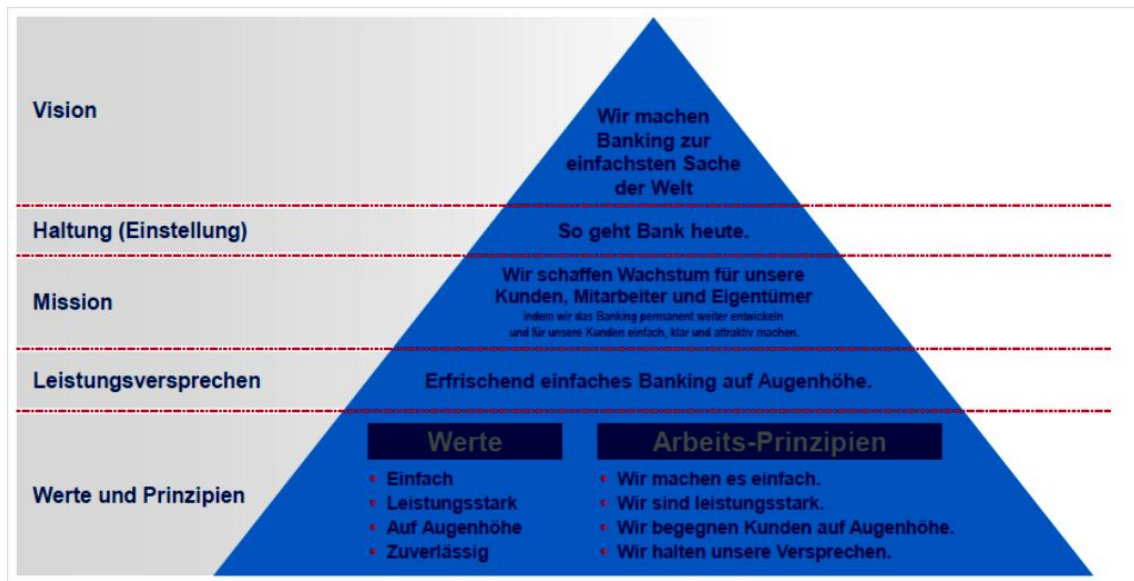 Vision
Wir machen
Banking zur
einfachsten Sache
der Welt
Haltung (Einstellung)
So geht Bank heute.
Mission
Wir schaffen Wachstum für unsere
Kunden, Mitarbeiter und Eigentümer
indem wir das Banking permanent weiter entwickeln
und für unsere Kunden einfach, klar und attraktiv machen.
Leistungsversprechen
Erfrischend einfaches Banking auf Augenhöhe.
Werte und Prinzipien
Werte
• Einfach
• Leistungsstark
• Auf Augenhöhe
• Zuverlässig
Arbeits-Prinzipien
• Wir machen es einfach.
• Wir sind leistungsstark.
• Wir begegnen Kunden auf Augenhöhe.
• Wir halten unsere Versprechen.